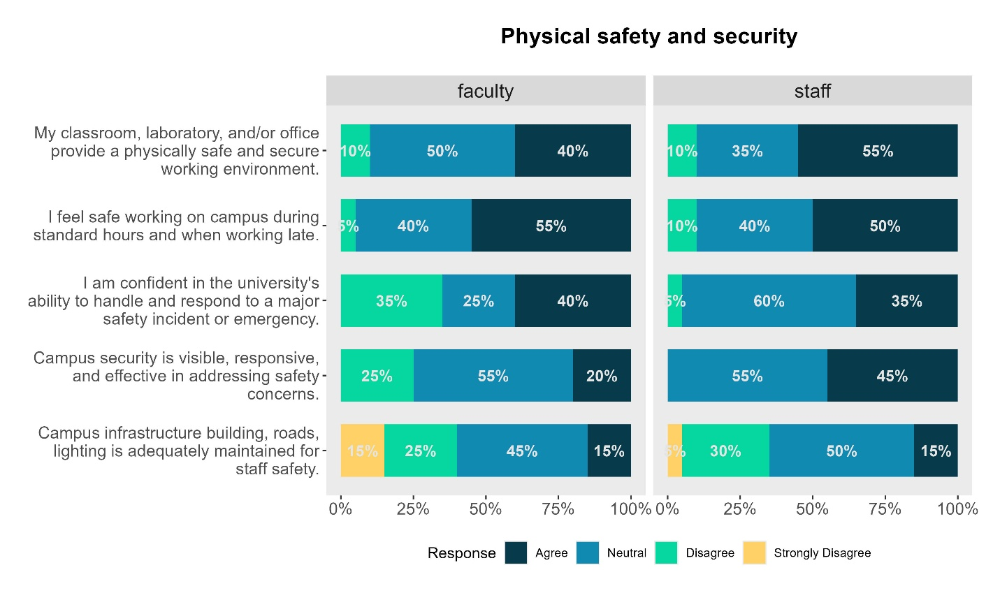 Physical safety and security
faculty
staff
My classroom, laboratory, and/or office
provide a physically safe and secure
working environment.
10% 50% 40%
10% 35% 55%
I feel safe working on campus during
standard hours and when working late.
5% 40% 55%
10% 40% 50%
I am confident in the university's
ability to handle and respond to a major
safety incident or emergency.
35% 25% 40%
5% 60% 35%
Campus security is visible, responsive,
and effective in addressing safety
concerns.
25% 55% 20%
55% 45%
Campus infrastructure building, roads,
lighting is adequately maintained for
staff safety.
15% 25% 45% 15%
5% 30% 50% 15%
0% 25% 50% 75% 100%
0% 25% 50% 75% 100%
Response Agree Neutral Disagree Strongly Disagree